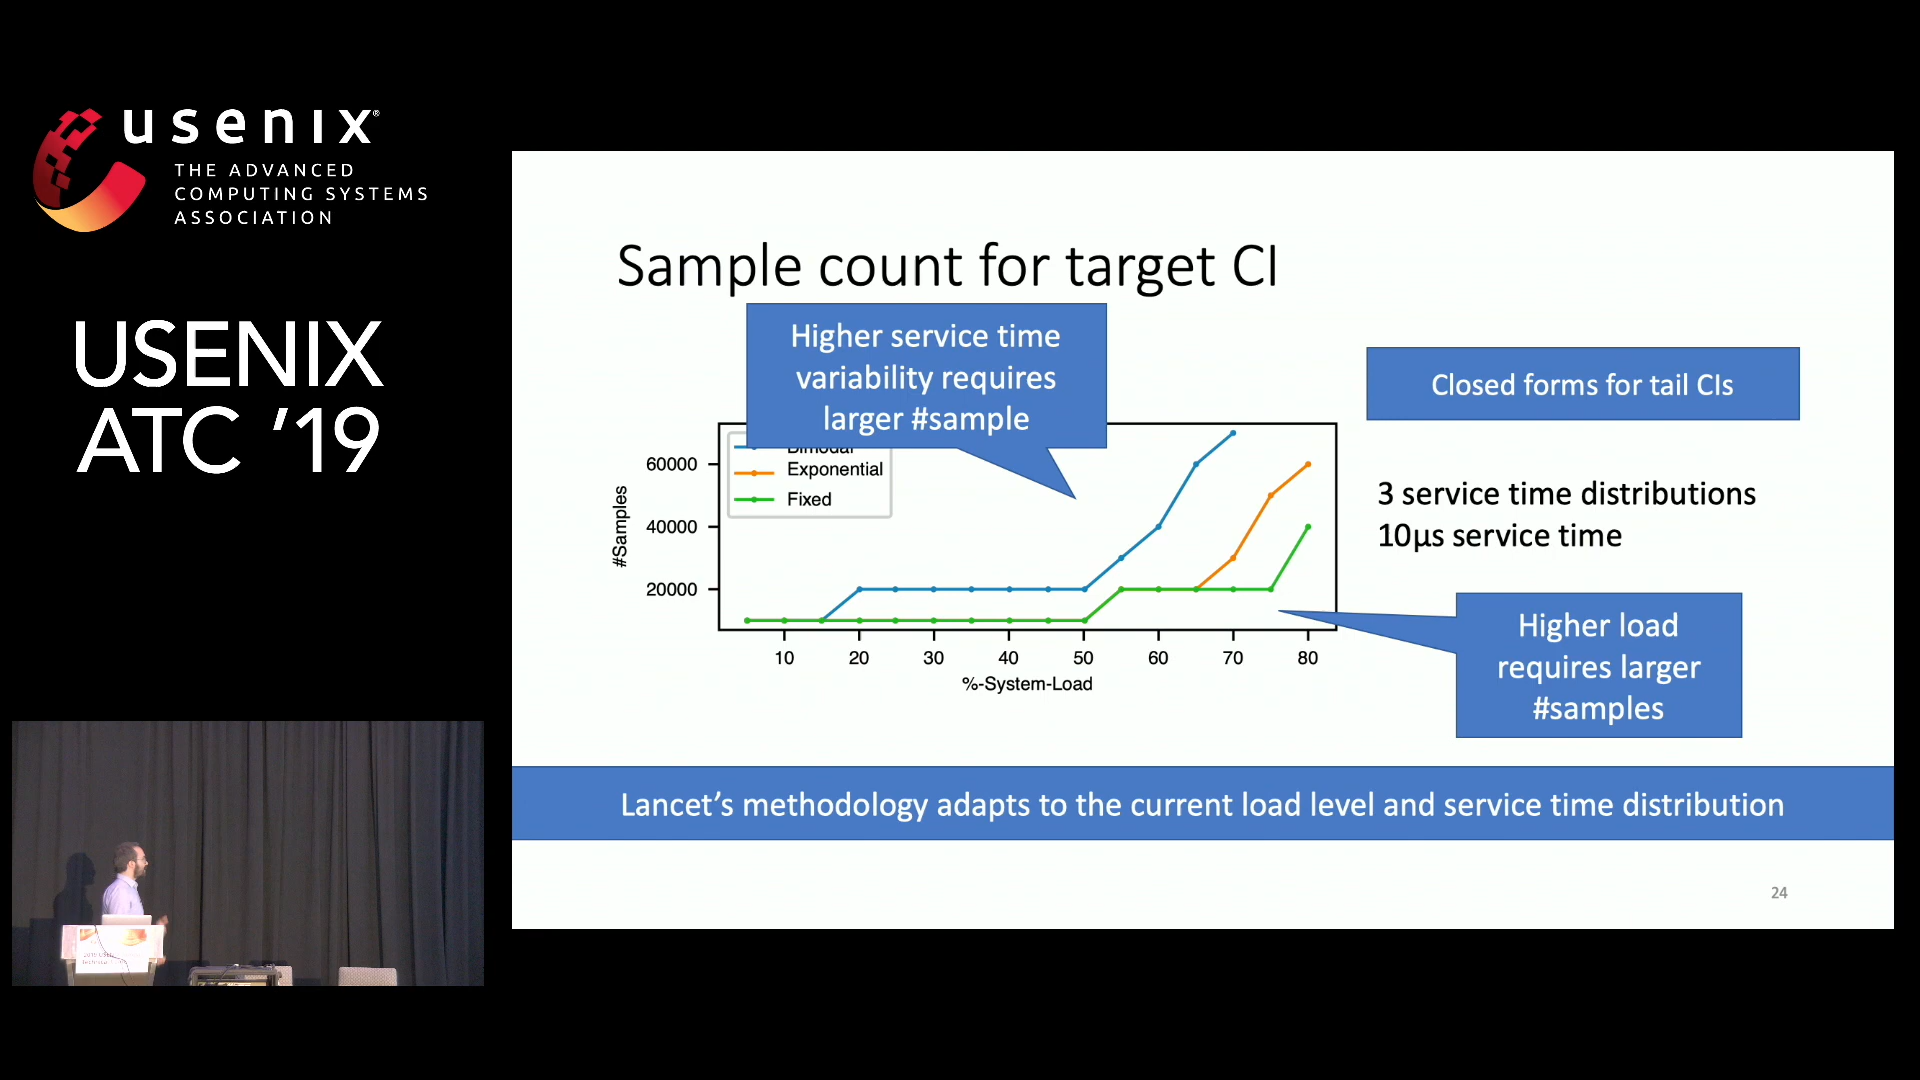 usenix®
THE ADVANCED
COMPUTING SYSTEMS
ASSOCIATION
USENIX
ATC ’19
Sample count for target CI
Higher service time
variability requires
larger #sample
Closed forms for tail CIs
Bimodal
Exponential
Fixed
60000
40000
20000
#Samples
10 20 30 40 50 60 70 80
%-System-Load
3 service time distributions
10μs service time
Higher load
requires larger
#samples
Lancet’s methodology adapts to the current load level and service time distribution
24